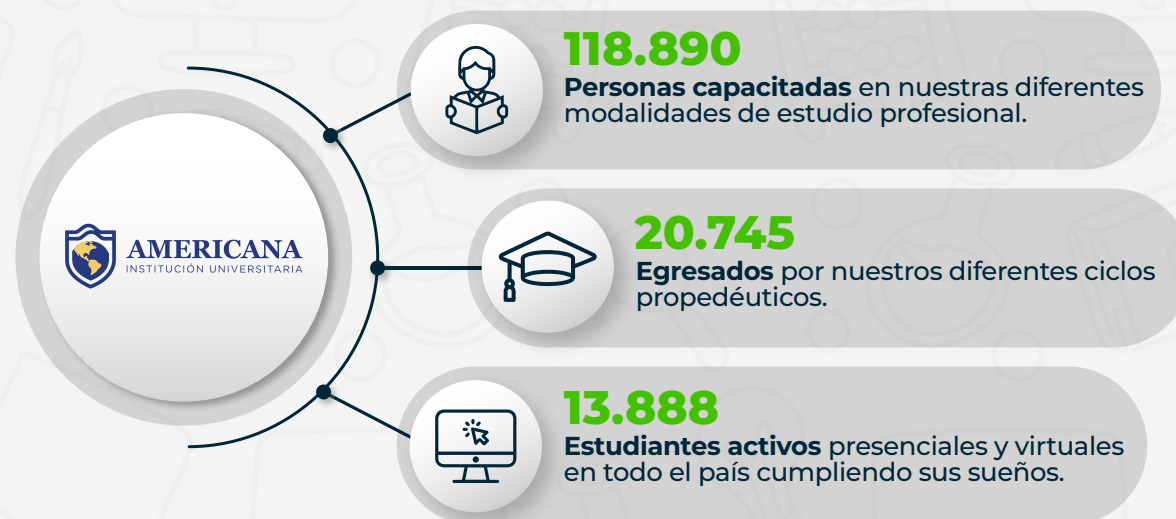 AMERICANA
INSTITUCIÓN UNIVERSITARIA
118.890
Personas capacitadas en nuestras diferentes
modalidades de estudio profesional.
20.745
Egresados por nuestros diferentes ciclos
propedéuticos.
13.888
Estudiantes activos presenciales y virtuales
en todo el país cumpliendo sus sueños.